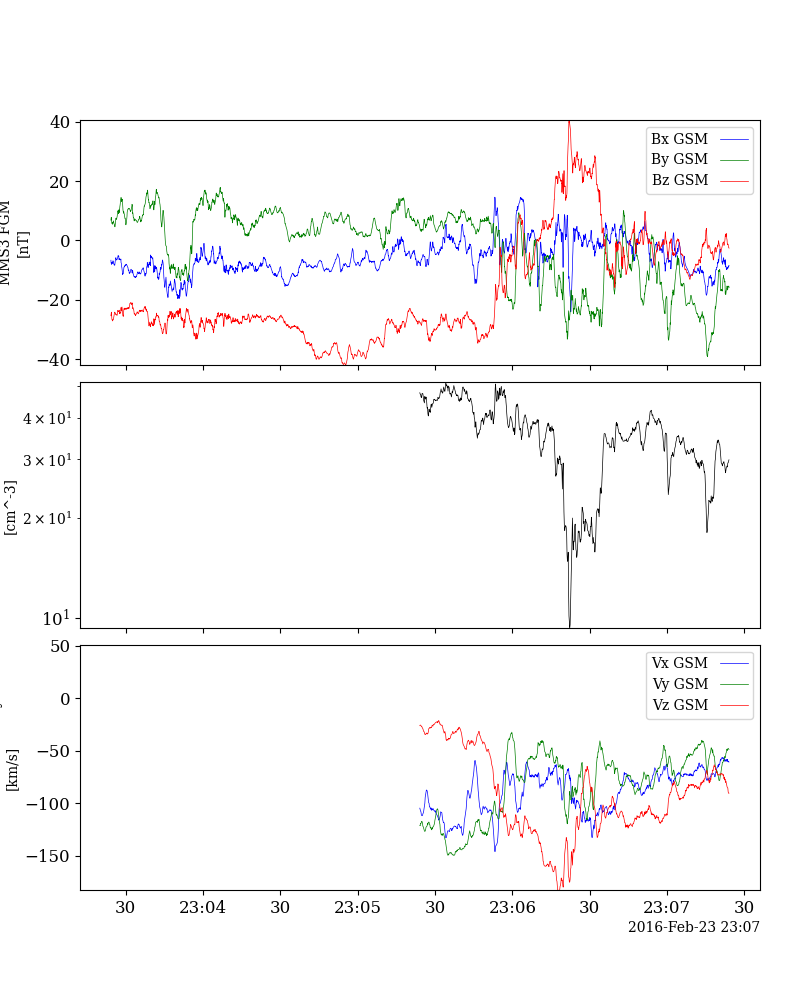 40
20
0
−20
−40
MMS3 FGM
[nT]
Bx GSM
By GSM
Bz GSM
4 × 10¹
3 × 10¹
2 × 10¹
10¹
[cm^-3]
50
0
−50
−100
−150
[km/s]
Vx GSM
Vy GSM
Vz GSM
30 23:04 30 23:05 30 23:06 30 23:07 30
2016-Feb-23 23:07